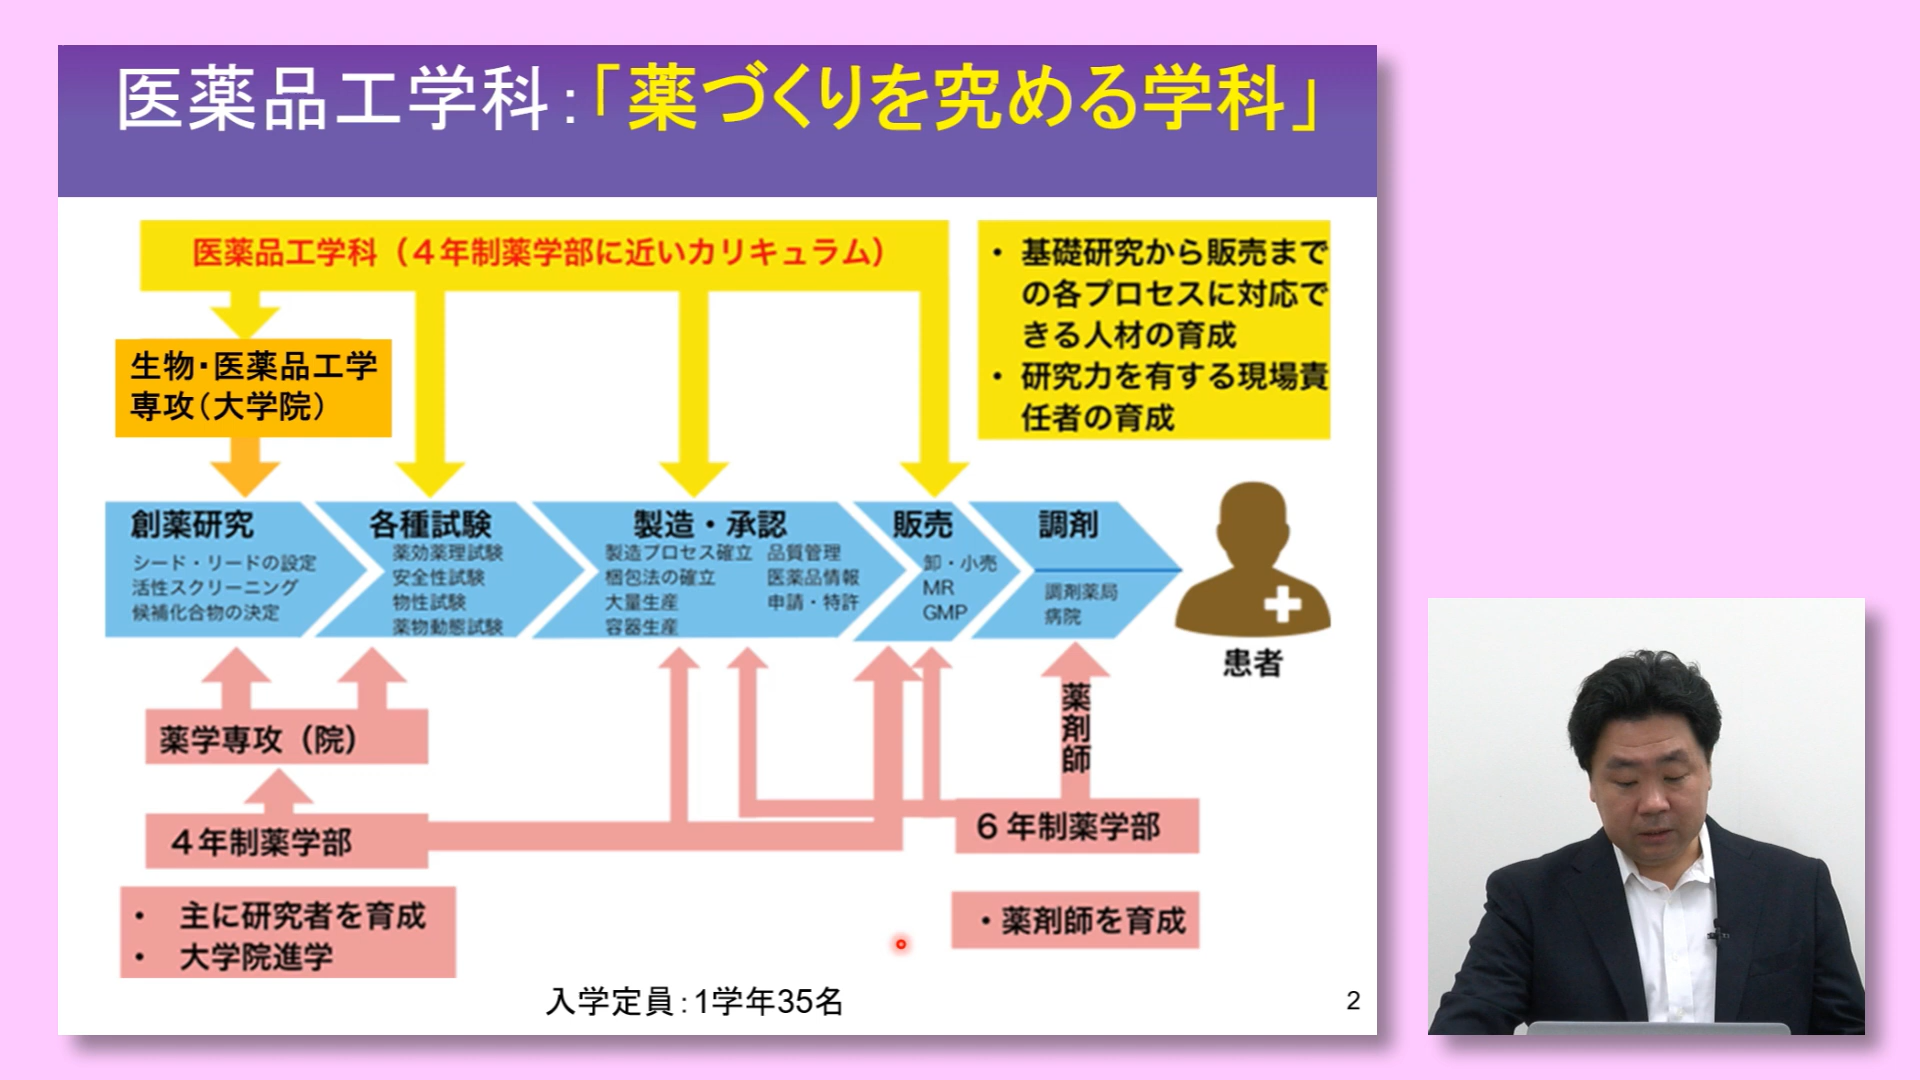 医薬品工学科：「薬づくりを究める学科」
医薬品工学科（４年制薬学部に近いカリキュラム）
・ 基礎研究から販売まで
の各プロセスに対応で
きる人材の育成
・ 研究力を有する現場責
任者の育成
生物・医薬品工学
専攻（大学院）
創薬研究
シード・リードの設定
活性スクリーニング
候補化合物の決定
各種試験
薬効薬理試験
安全性試験
物性試験
薬物動態試験
製造・承認
製造プロセス確立 品質管理
梱包法の確立 医薬品情報
大量生産 申請・特許
容器生産
販売
卸・小売
MR
GMP
調剤
調剤薬局
病院
患者
薬学専攻（院）
４年制薬学部
・ 主に研究者を育成
・ 大学院進学
薬剤師
６年制薬学部
・薬剤師を育成
入学定員：1学年35名
2